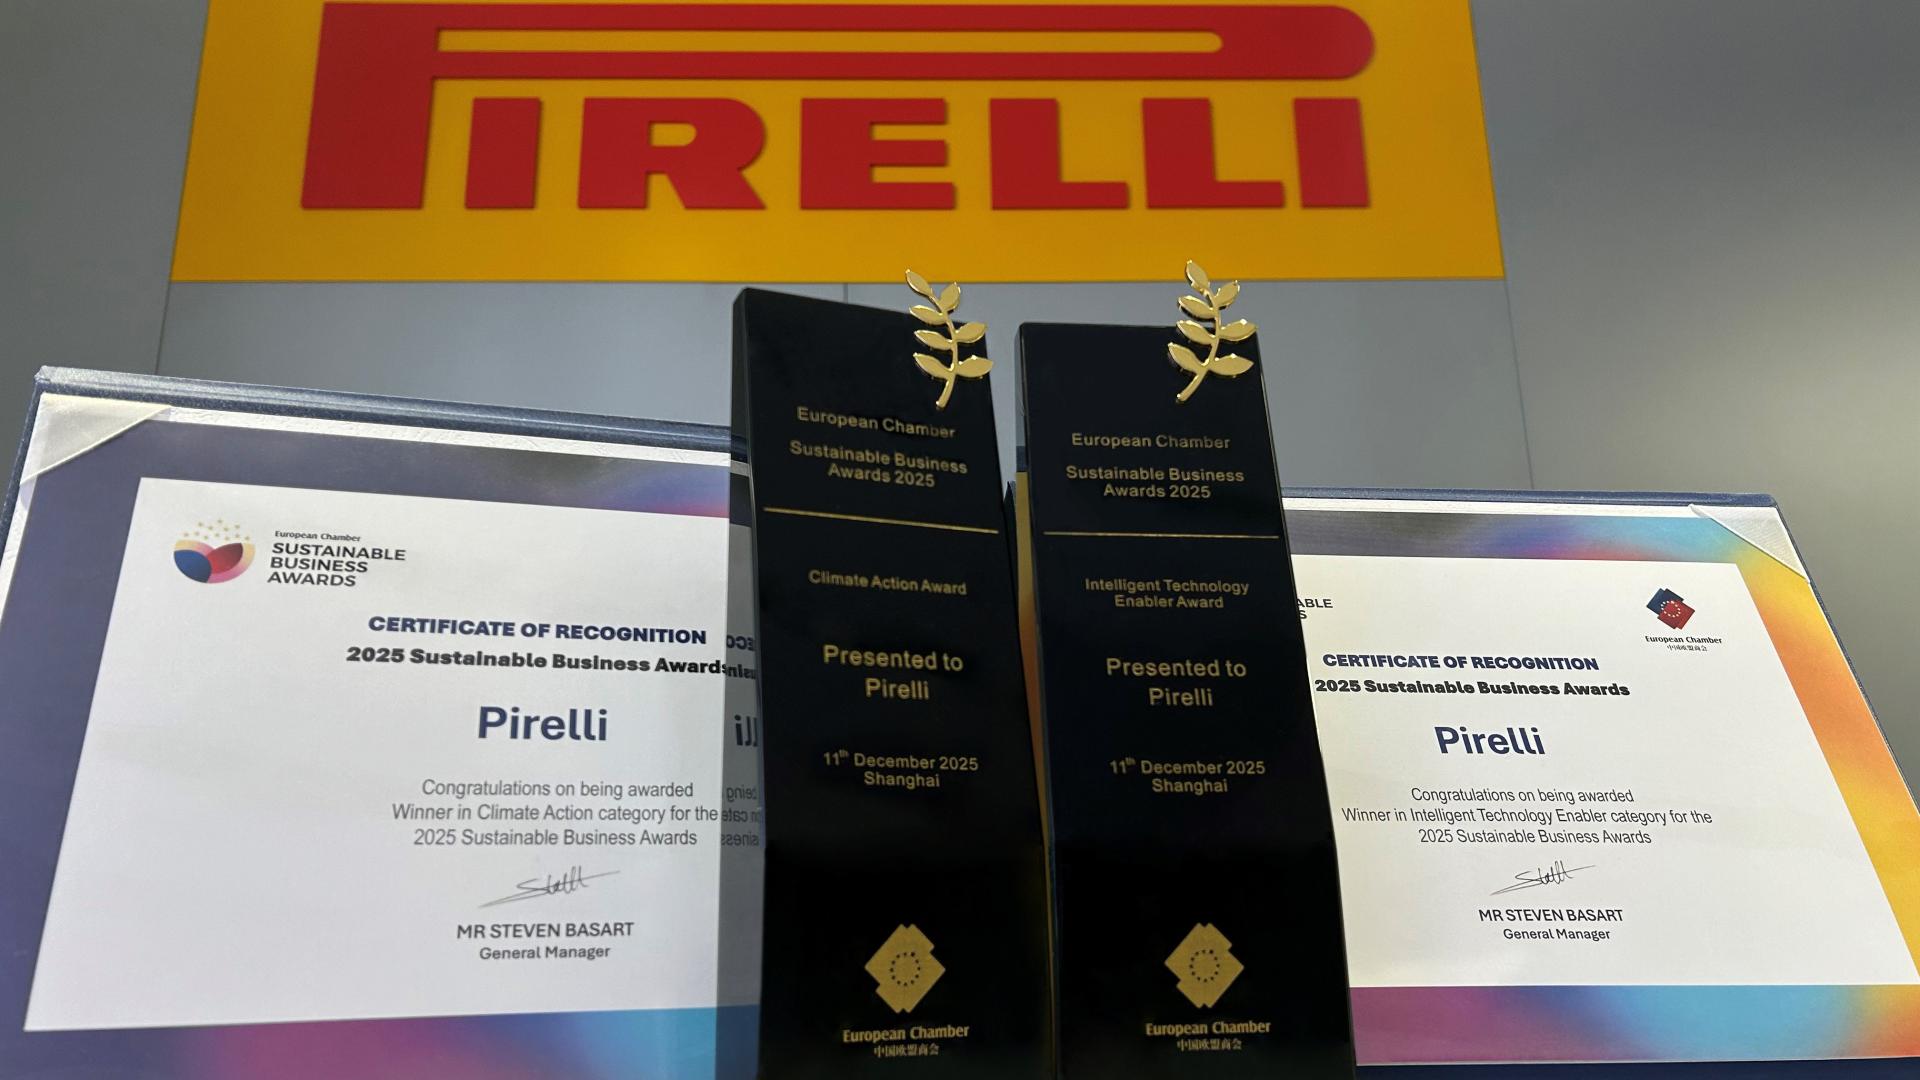 PIRELLI
European Chamber
SUSTAINABLE
BUSINESS
AWARDS
CERTIFICATE OF RECOGNITION
2025 Sustainable Business Awards
Pirelli
Congratulations on being awarded
Winner in Climate Action category for the
2025 Sustainable Business Awards
MR STEVEN BASART
General Manager
European Chamber
Sustainable Business
Awards 2025
Climate Action Award
Presented to
Pirelli
11th December 2025
Shanghai
European Chamber
中国欧盟商会
European Chamber
Sustainable Business
Awards 2025
Intelligent Technology
Enabler Award
Presented to
Pirelli
11th December 2025
Shanghai
European Chamber
中国欧盟商会
ABLE
S
European Chamber
中国欧盟商会
CERTIFICATE OF RECOGNITION
2025 Sustainable Business Awards
Pirelli
Congratulations on being awarded
Winner in Intelligent Technology Enabler category for the
2025 Sustainable Business Awards
MR STEVEN BASART
General Manager